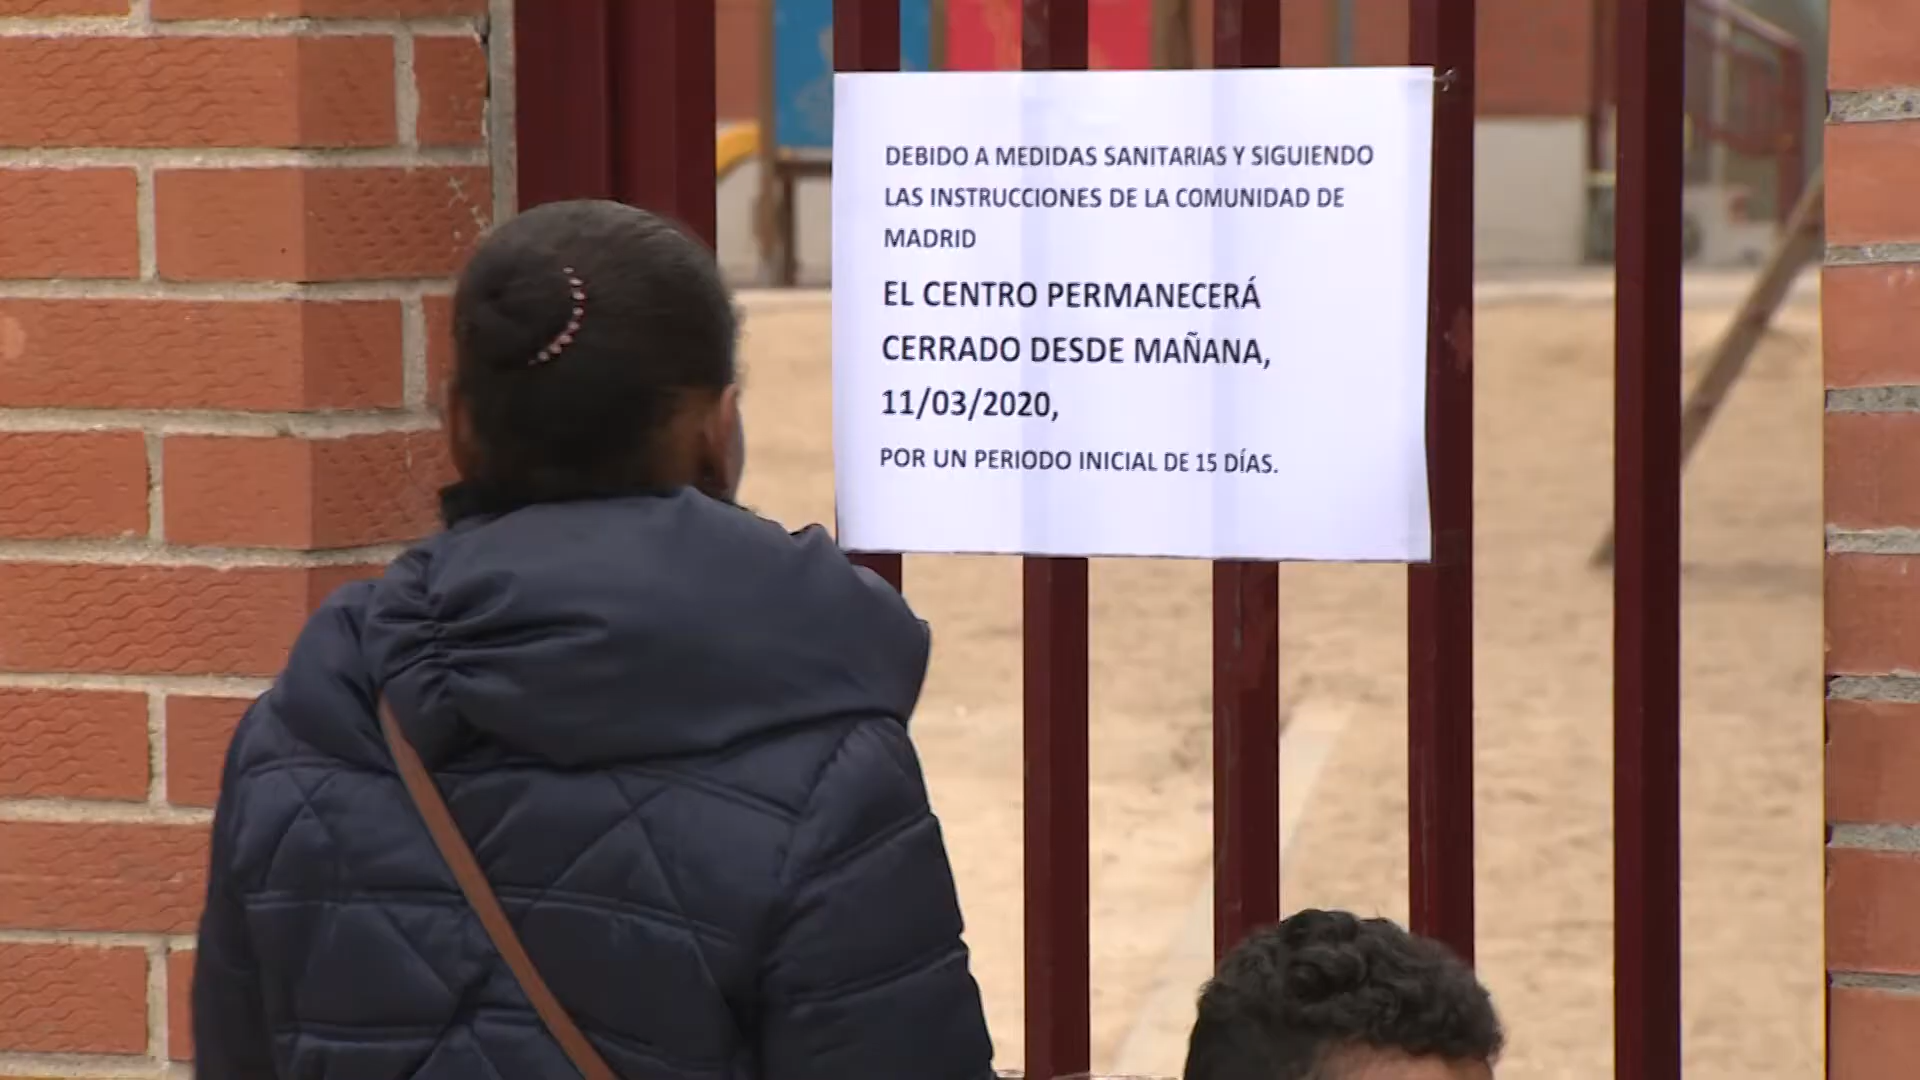 DEBIDO A MEDIDAS SANITARIAS Y SIGUIENDO
LAS INSTRUCCIONES DE LA COMUNIDAD DE
MADRID
EL CENTRO PERMANECERÁ
CERRADO DESDE MAÑANA,
11/03/2020,
POR UN PERIODO INICIAL DE 15 DÍAS.